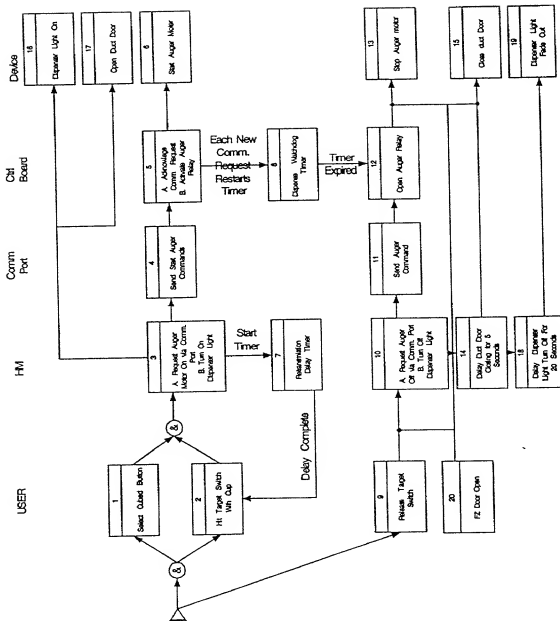 USER
HM
Comm
Port
Ctrl
Board
Device
1
Select Cubed Button
2
Hit Target Switch
With Cup
&
&
3
A. Request Auger
Motor On via Comm.
Port
B. Turn On
Dispenser Light
4
Send Start Auger
Commands
5
A. Acknowlege
Comm Request
B. Activate Auger
Relay
6
Start Auger Moter
16
Dispenser Light On
17
Open Duct Door
Start
Timer
7
Reanimation
Delay Timer
Delay Complete
Each New
Comm.
Request
Restarts
Timer
8
Dispense Watchdog
Timer
Timer
Expired
9
Release Target
Switch
20
FZ Door Open
10
A. Request Auger
Off via Comm. Port
B. Turn Off
Dispenser Light
11
Send Auger
Command
12
Open Auger Relay
13
Stop Auger motor
14
Delay Duct Door
Closing for 5
Seconds
15
Close duct Door
18
Delay Dispenser
Light Turn Off For
20 Seconds
19
Dispenser Light
Fade Out